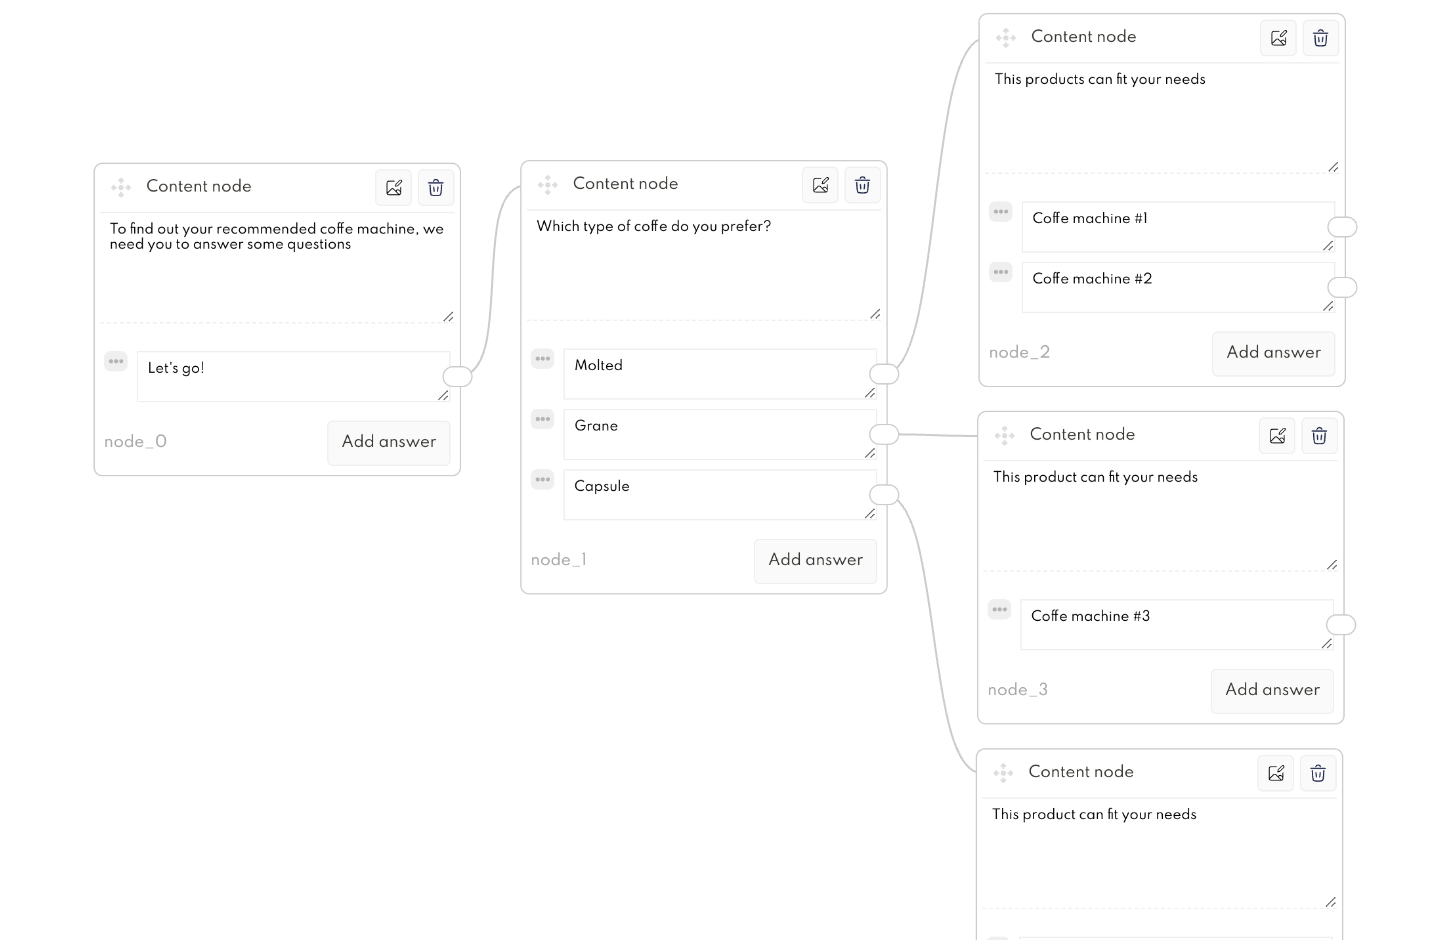 Content node
To find out your recommended coffe machine, we
need you to answer some questions
Let's go!
node_0
Add answer
Content node
Which type of coffe do you prefer?
Molted
Grane
Capsule
node_1
Add answer
Content node
This products can fit your needs
Coffe machine #1
Coffe machine #2
node_2
Add answer
Content node
This product can fit your needs
Coffe machine #3
node_3
Add answer
Content node
This product can fit your needs